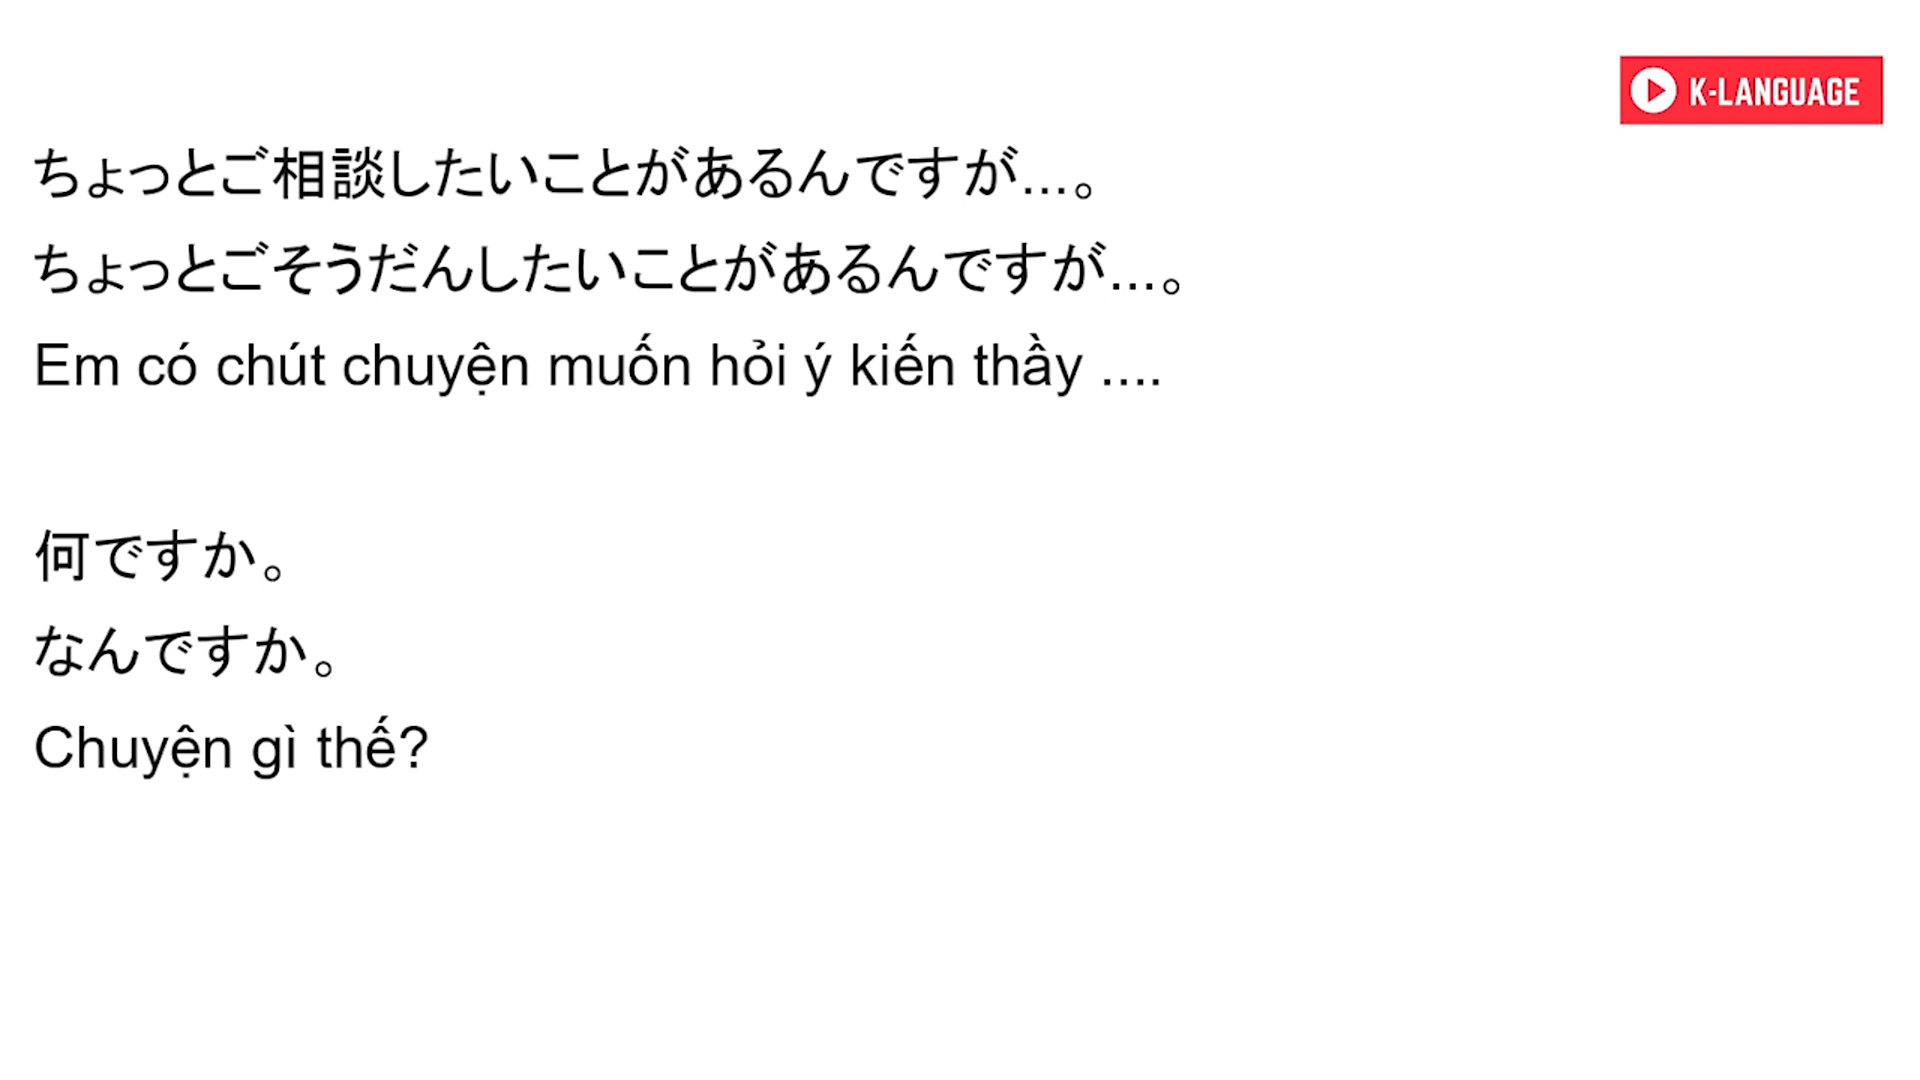 K-LANGUAGE
ちょっとご相談したいことがあるんですが...。
ちょっとごそうだんしたいことがあるんですが...。
Em có chút chuyện muốn hỏi ý kiến thầy ....
何ですか。
なんですか。
Chuyện gì thế?